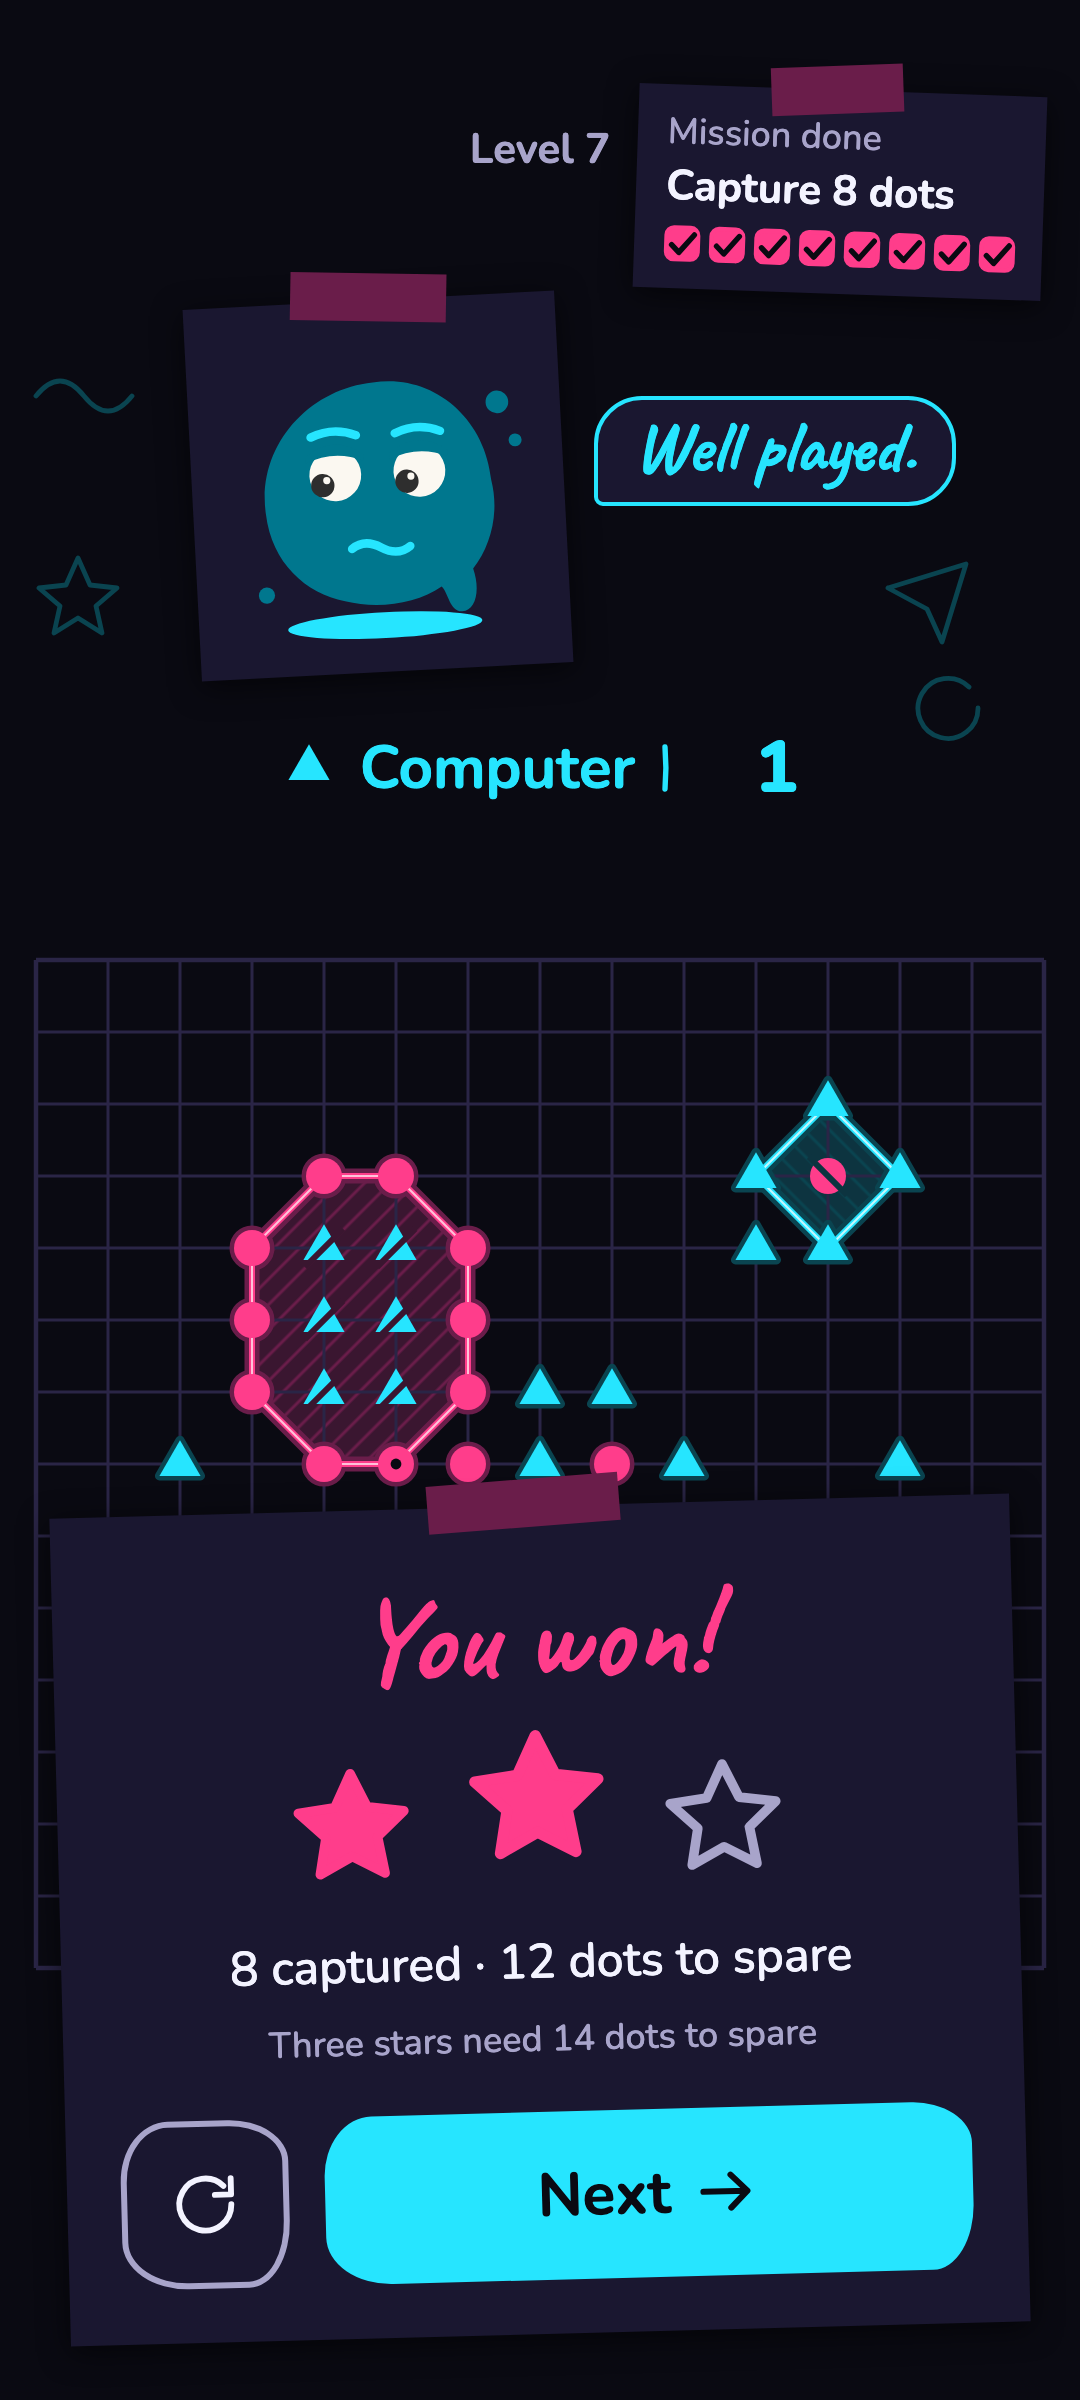 Level 7
Mission done
Capture 8 dots
Well played.
Computer 1
You won!
8 captured · 12 dots to spare
Three stars need 14 dots to spare
Next →